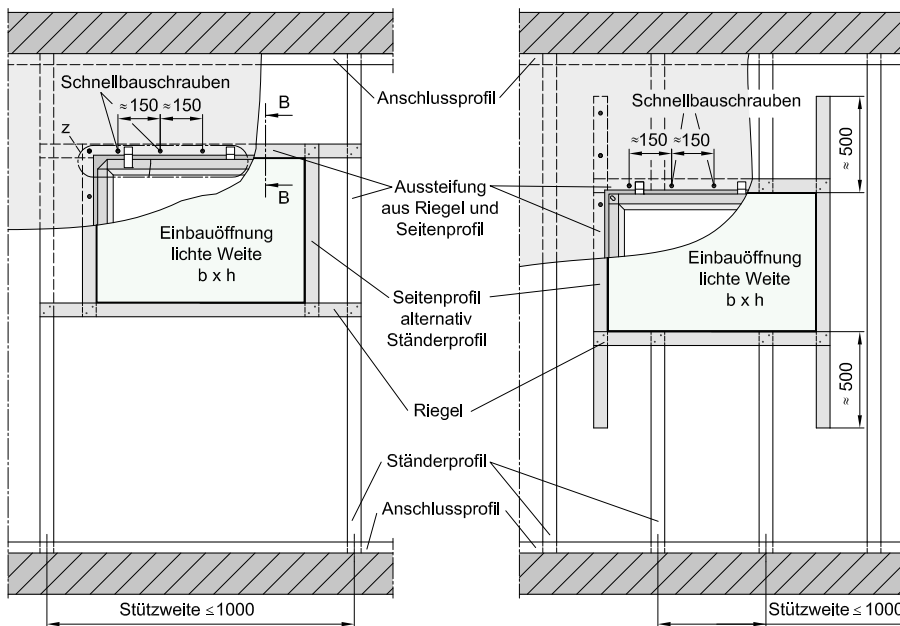 Schnellbauschrauben
≈150 ≈150
z
B
B
Anschlussprofil
Schnellbauschrauben
≈150 ≈150
≈ 500
Aussteifung
aus Riegel und
Seitenprofil
Einbauöffnung
lichte Weite
b x h
Einbauöffnung
lichte Weite
b x h
Seitenprofil
alternativ
Ständerprofil
≈ 500
Riegel
Ständerprofil
Anschlussprofil
Stützweite ≤ 1000
Stützweite ≤ 1000